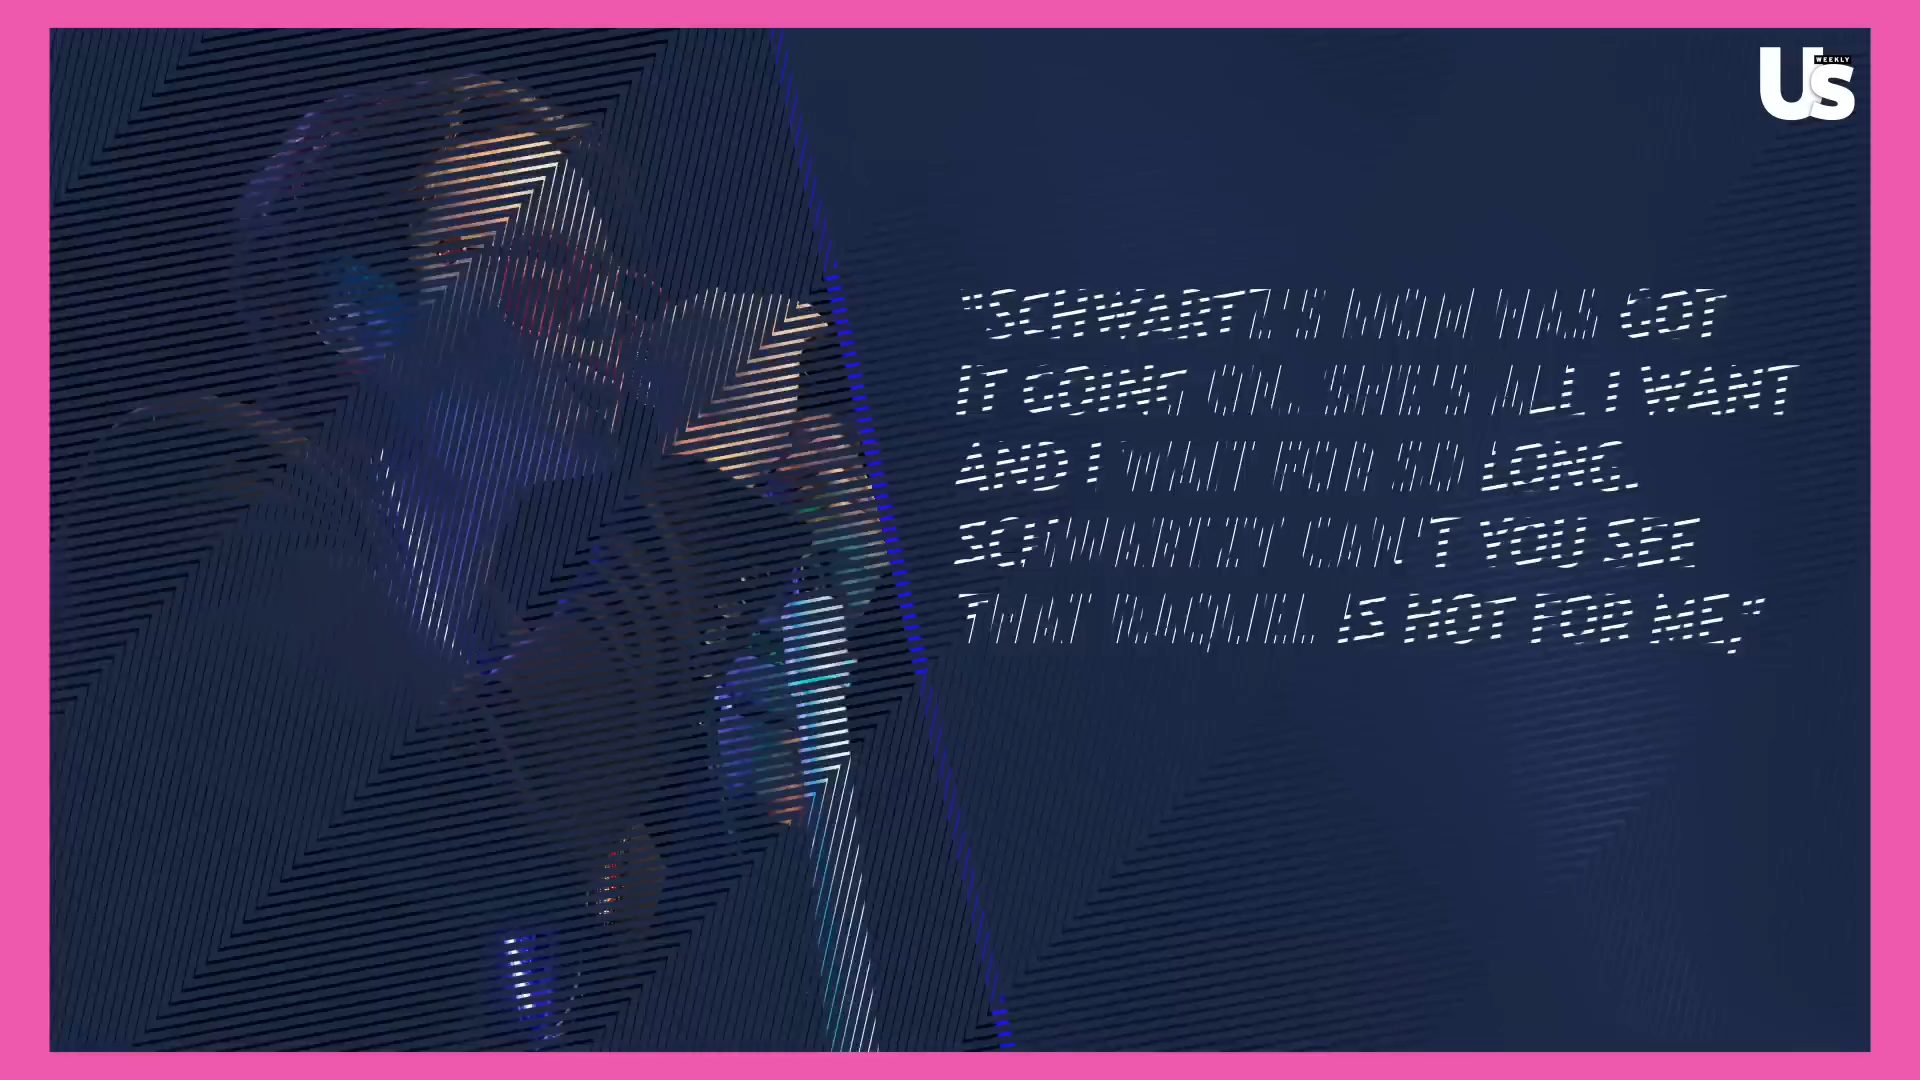 Us
WEEKLY
"SCHWARTZ'S MOM HAS GOT
IT GOING ON. SHE'S ALL I WANT
AND I WAIT FOR SO LONG.
SCHWARTZY CAN'T YOU SEE
THAT RAQUEL IS HOT FOR ME,"